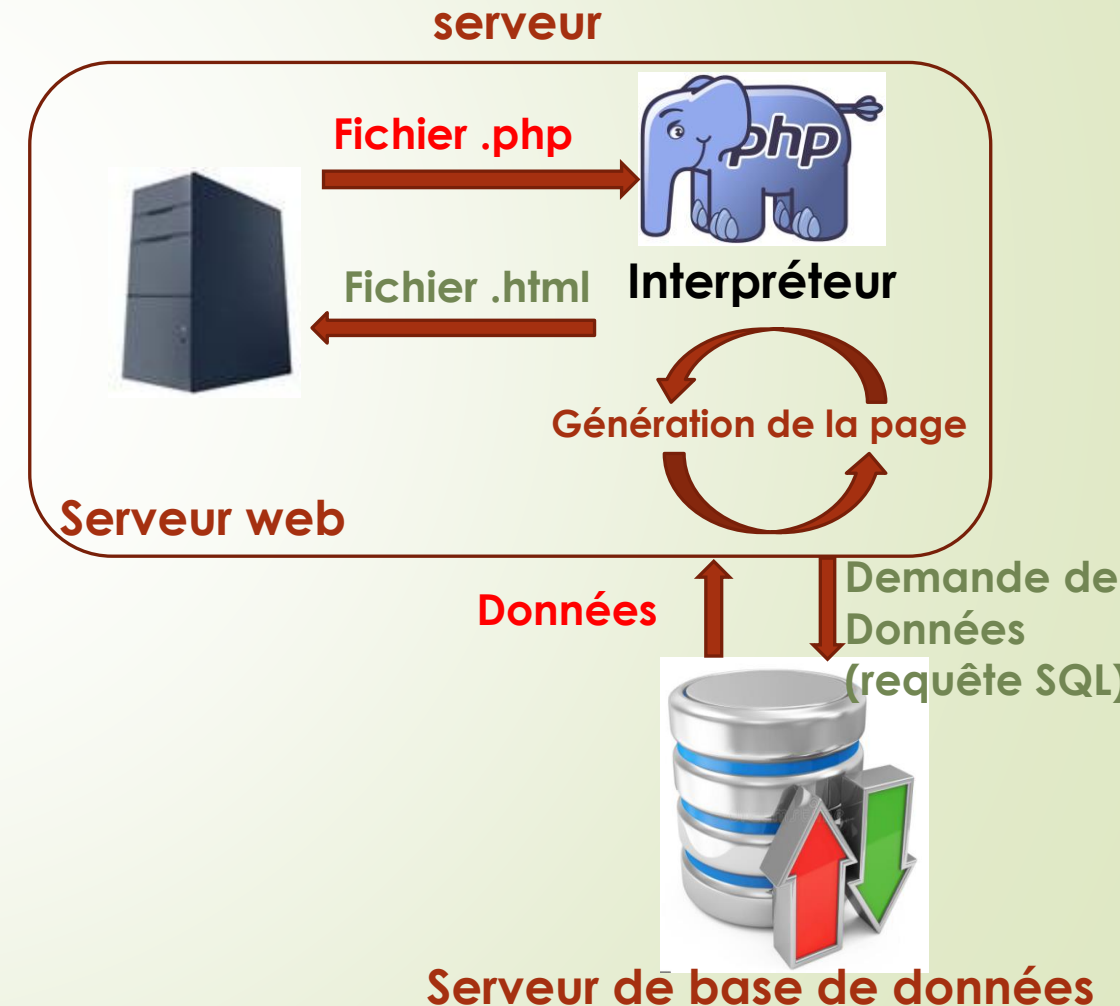 serveur
Fichier .php
php
Fichier .html
Interpréteur
Génération de la page
Serveur web
Données
Demande de
Données
(requête SQL)
Serveur de base de données